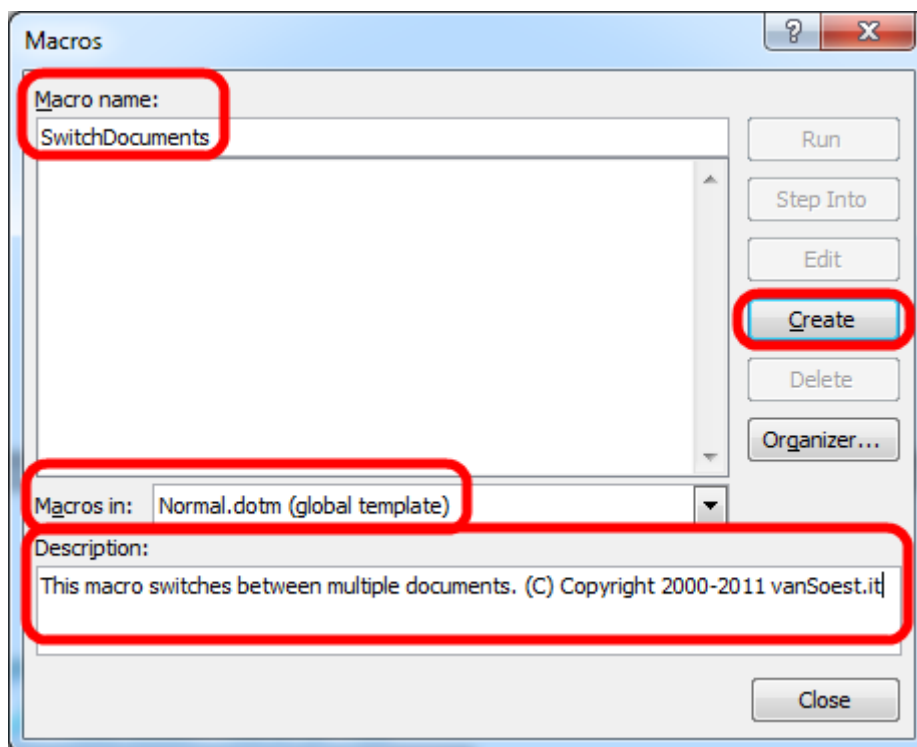 Macros
Macro name:
SwitchDocuments
Run
Step Into
Edit
Create
Delete
Organizer...
Macros in: Normal.dotm (global template)
Description:
This macro switches between multiple documents. (C) Copyright 2000-2011 vanSoest.it
Close